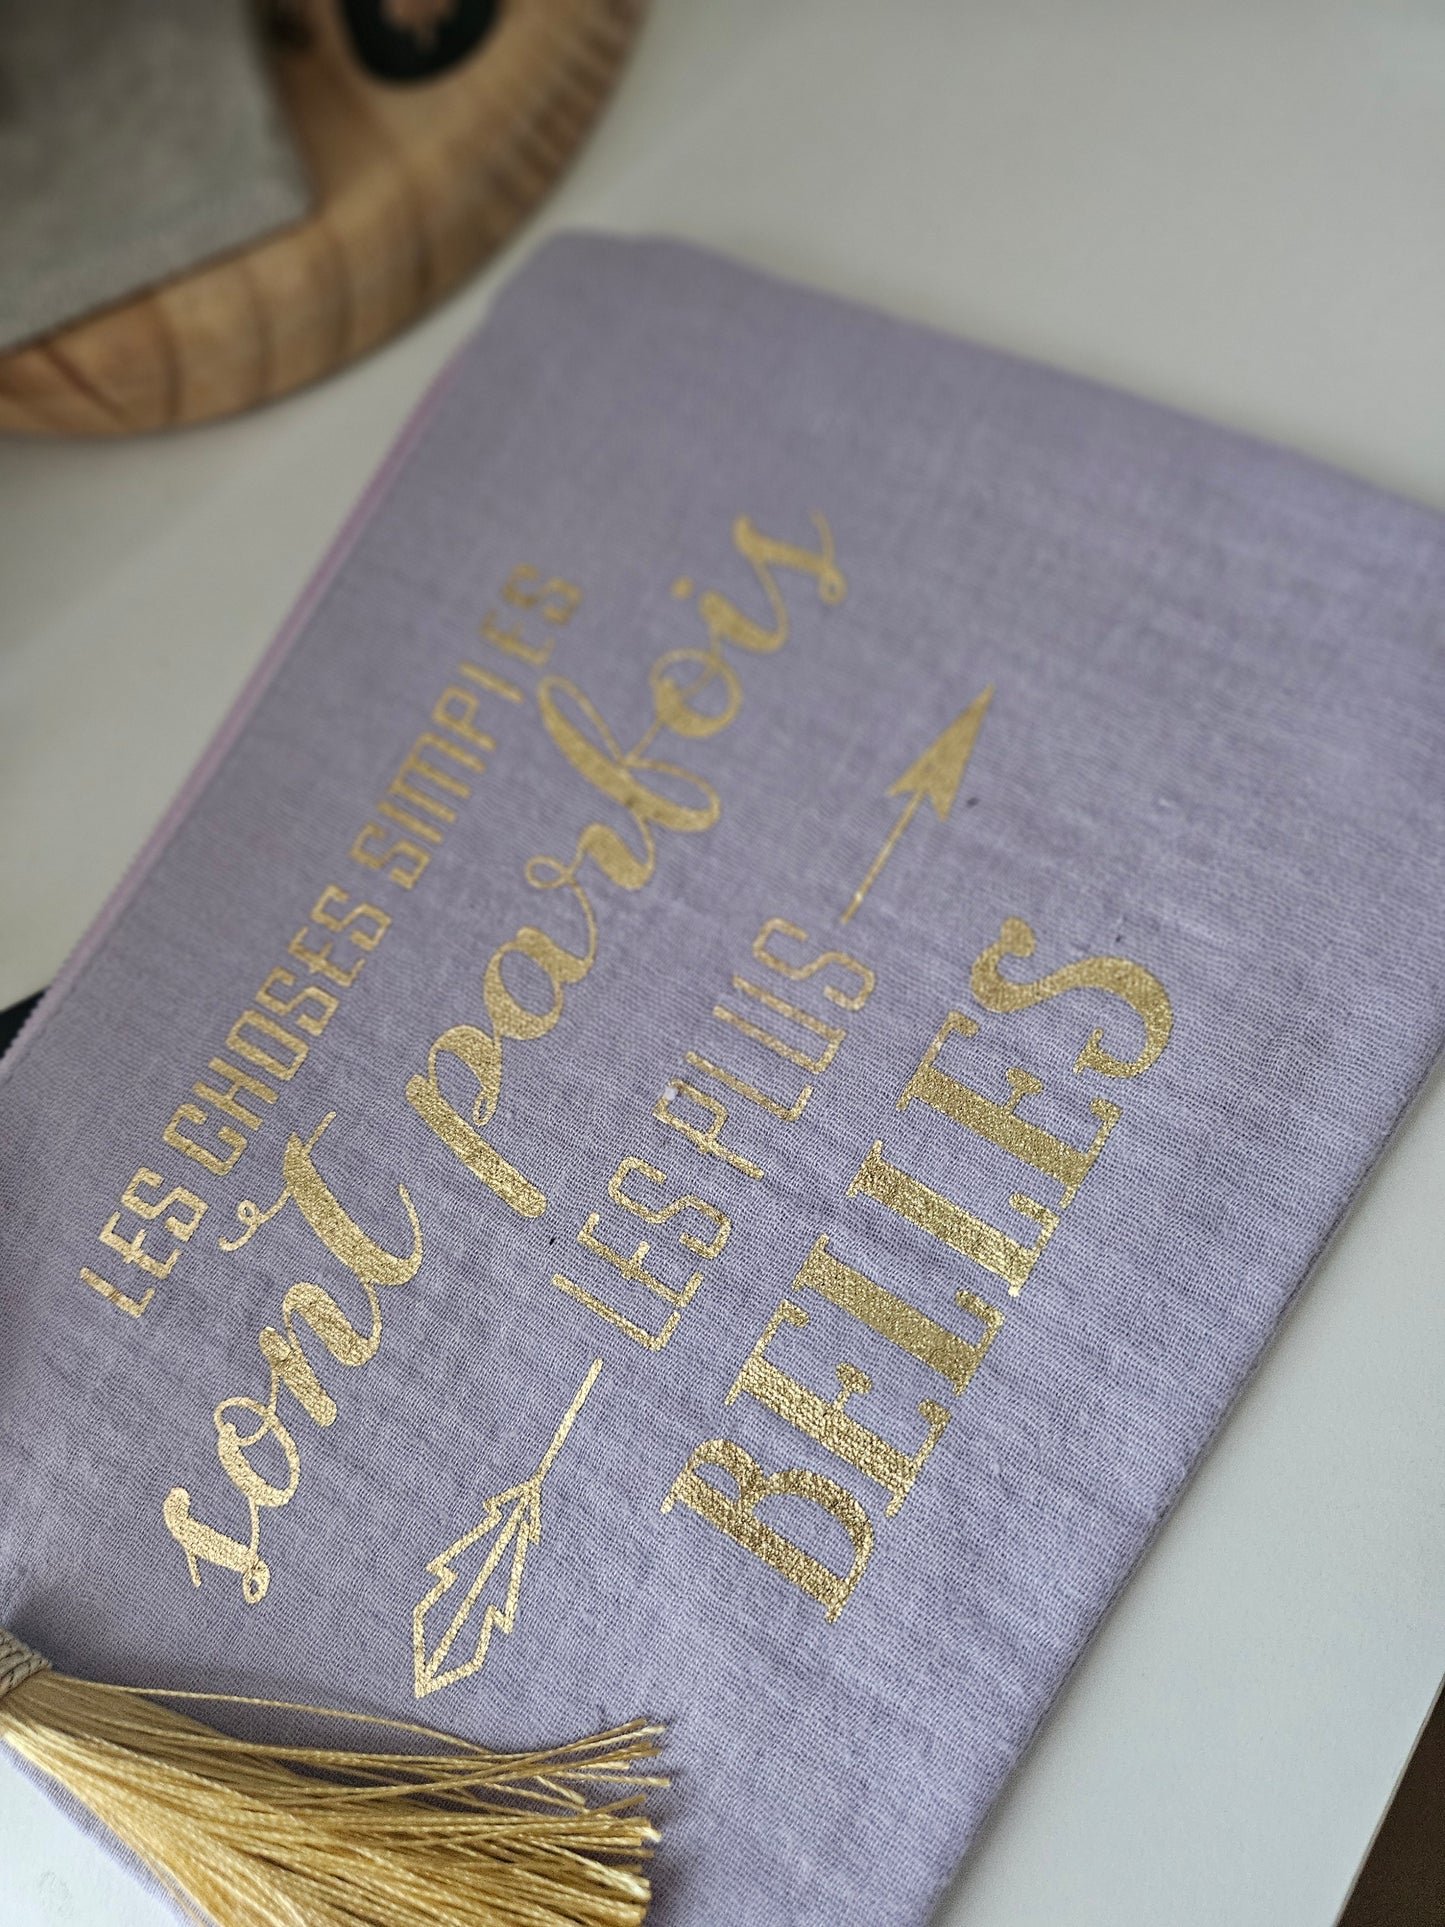 LES CHOSES SIMPLES
sont parfois
LES PLUS
BELLES